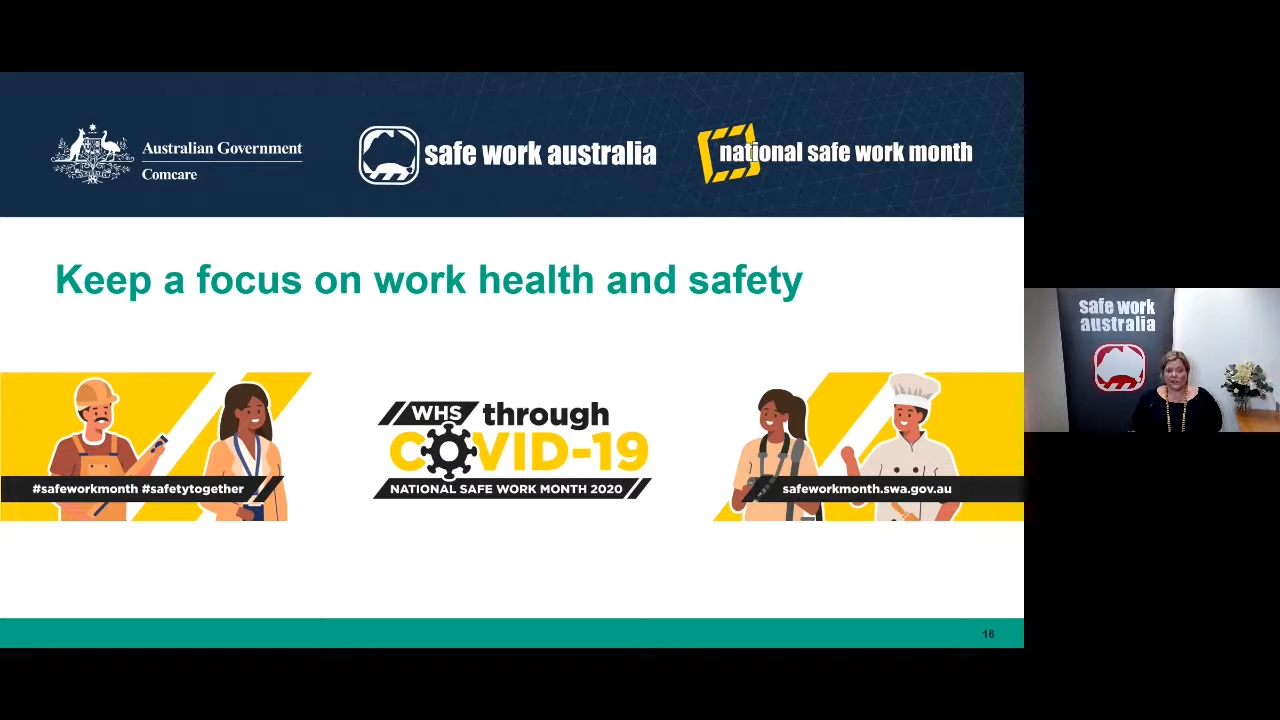 Australian Government
Comcare
safe work australia
national safe work month
Keep a focus on work health and safety
WHS through
COVID-19
NATIONAL SAFE WORK MONTH 2020
#safeworkmonth #safetytogether
safeworkmonth.swa.gov.au
16
safe work
australia